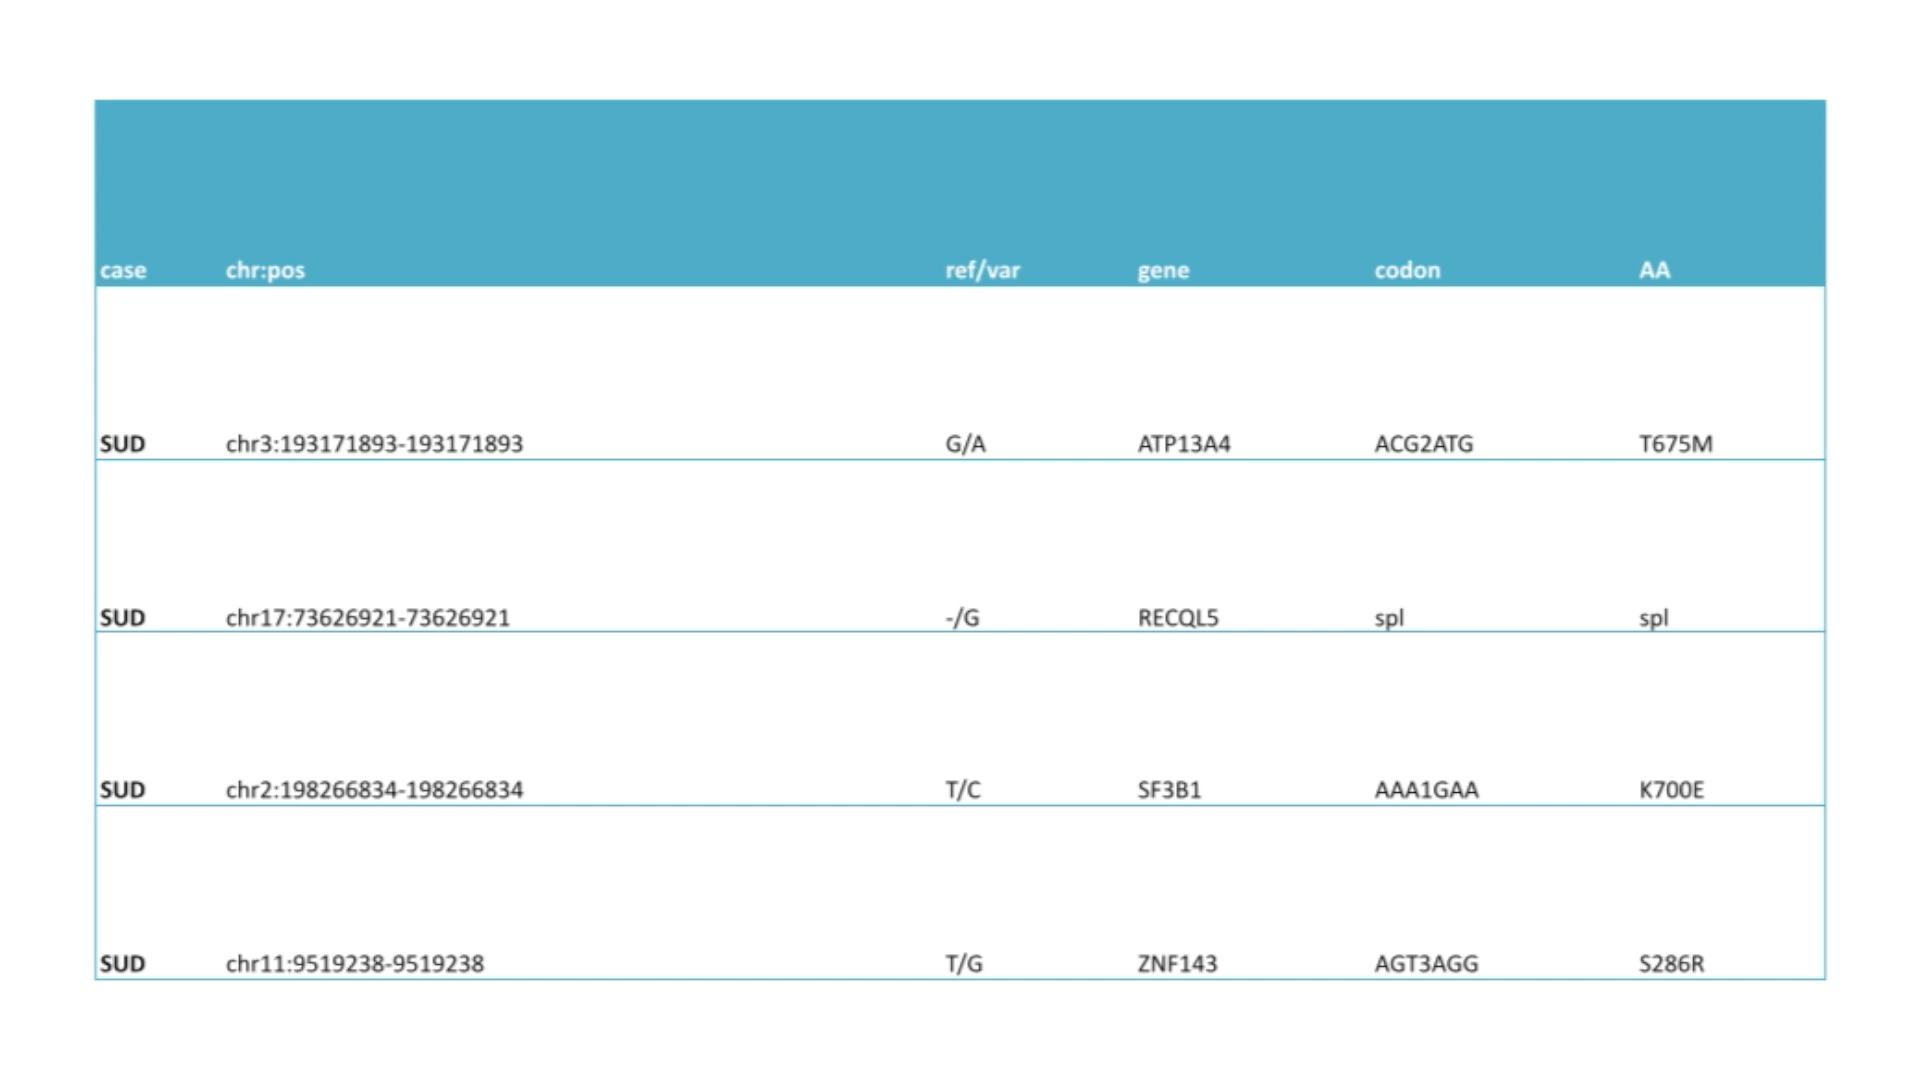 case chr:pos ref/var gene codon AA
SUD chr3:193171893-193171893 G/A ATP13A4 ACG2ATG T675M
SUD chr17:73626921-73626921 -/G RECQL5 spl spl
SUD chr2:198266834-198266834 T/C SF3B1 AAA1GAA K700E
SUD chr11:9519238-9519238 T/G ZNF143 AGT3AGG S286R